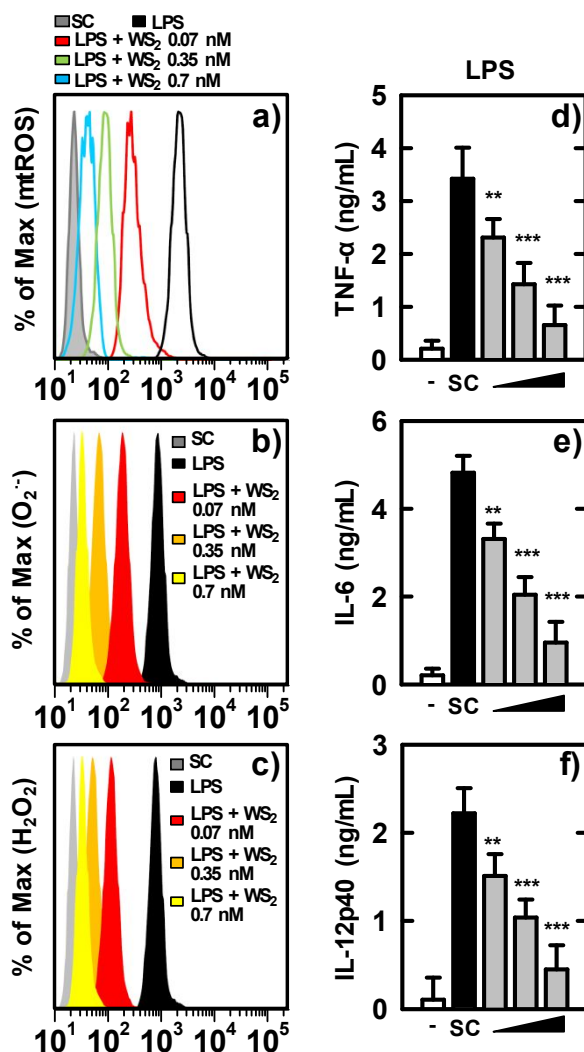 SC LPS
LPS + WS₂ 0.07 nM
LPS + WS₂ 0.35 nM
LPS + WS₂ 0.7 nM
a)
% of Max (mtROS)
10¹ 10² 10³ 10⁴ 10⁵
b)
SC
LPS
LPS + WS₂
0.07 nM
LPS + WS₂
0.35 nM
LPS + WS₂
0.7 nM
% of Max (O₂·⁻)
10¹ 10² 10³ 10⁴ 10⁵
c)
SC
LPS
LPS + WS₂
0.07 nM
LPS + WS₂
0.35 nM
LPS + WS₂
0.7 nM
% of Max (H₂O₂)
10¹ 10² 10³ 10⁴ 10⁵
LPS
d)
TNF-α (ng/mL)
5
4
3
2
1
0
**
***
***
- SC
e)
IL-6 (ng/mL)
6
4
2
0
**
***
***
- SC
f)
IL-12p40 (ng/mL)
3
2
1
0
**
***
***
- SC